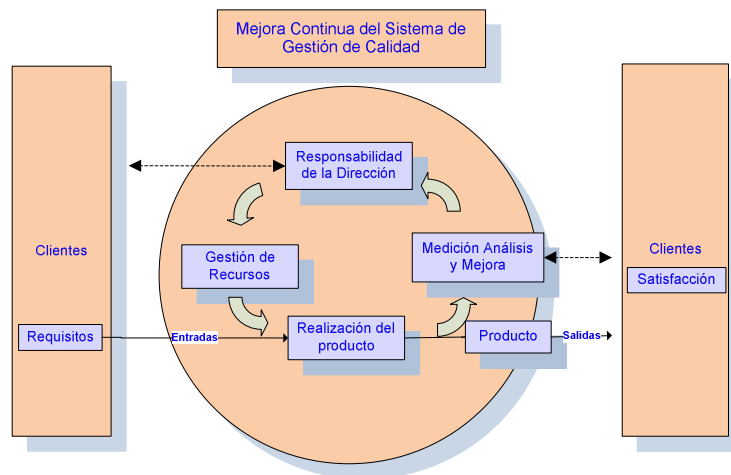 Mejora Continua del Sistema de
Gestión de Calidad
Clientes
Requisitos
Entradas
Responsabilidad
de la Dirección
Gestión de
Recursos
Realización del
producto
Medición Análisis
y Mejora
Producto
Salidas
Clientes
Satisfacción